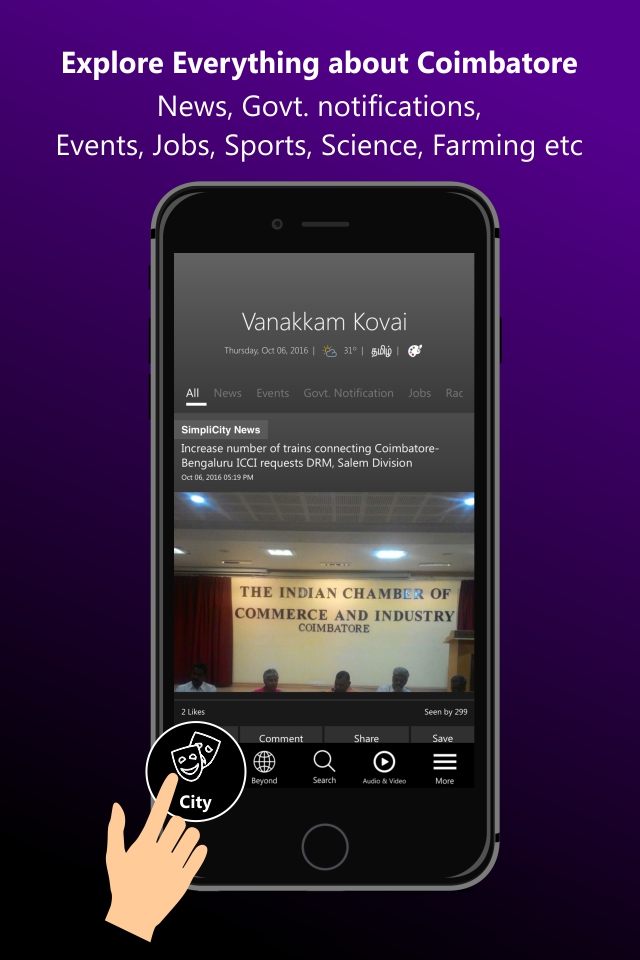 Explore Everything about Coimbatore
News, Govt. notifications,
Events, Jobs, Sports, Science, Farming etc
Vanakkam Kovai
Thursday, Oct 06, 2016 | 31° | தமிழ் |
All News Events Govt. Notification Jobs Rac
SimpliCity News
Increase number of trains connecting Coimbatore-
Bengaluru ICCI requests DRM, Salem Division
Oct 06, 2016 05:19 PM
THE INDIAN CHAMBER OF
COMMERCE AND INDUSTRY
COIMBATORE
2 Likes Seen by 299
Comment Share Save
City Beyond Search Audio & Video More